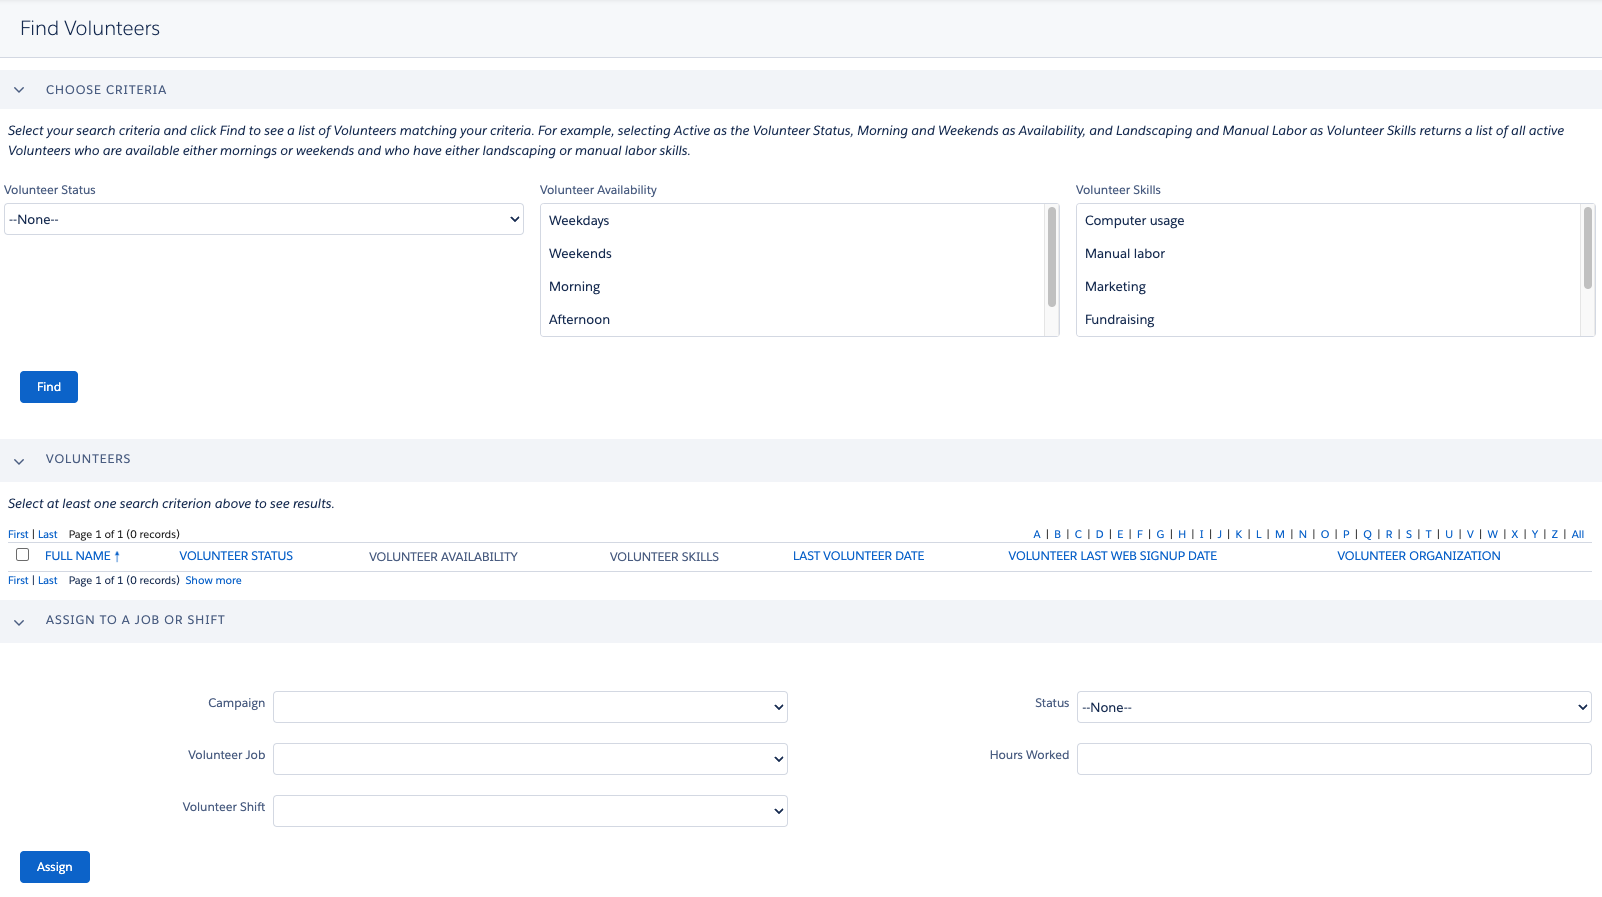 Find Volunteers
CHOOSE CRITERIA
Select your search criteria and click Find to see a list of Volunteers matching your criteria. For example, selecting Active as the Volunteer Status, Morning and Weekends as Availability, and Landscaping and Manual Labor as Volunteer Skills returns a list of all active
Volunteers who are available either mornings or weekends and who have either landscaping or manual labor skills.
Volunteer Status
--None--
Volunteer Availability
Weekdays
Weekends
Morning
Afternoon
Volunteer Skills
Computer usage
Manual labor
Marketing
Fundraising
Find
VOLUNTEERS
Select at least one search criterion above to see results.
First | Last Page 1 of 1 (0 records) A | B | C | D | E | F | G | H | I | J | K | L | M | N | O | P | Q | R | S | T | U | V | W | X | Y | Z | All
FULL NAME ↑ VOLUNTEER STATUS VOLUNTEER AVAILABILITY VOLUNTEER SKILLS LAST VOLUNTEER DATE VOLUNTEER LAST WEB SIGNUP DATE VOLUNTEER ORGANIZATION
First | Last Page 1 of 1 (0 records) Show more
ASSIGN TO A JOB OR SHIFT
Campaign
Status --None--
Volunteer Job
Hours Worked
Volunteer Shift
Assign